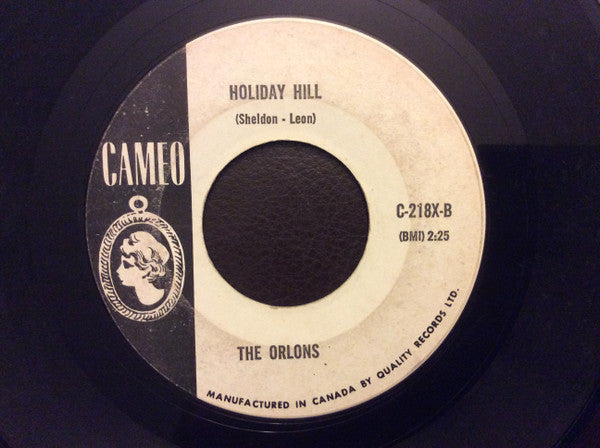 HOLIDAY HILL
(Sheldon - Leon)
CAMEO
C-218X-B
(BMI) 2:25
THE ORLONS
MANUFACTURED IN CANADA BY QUALITY RECORDS LTD.